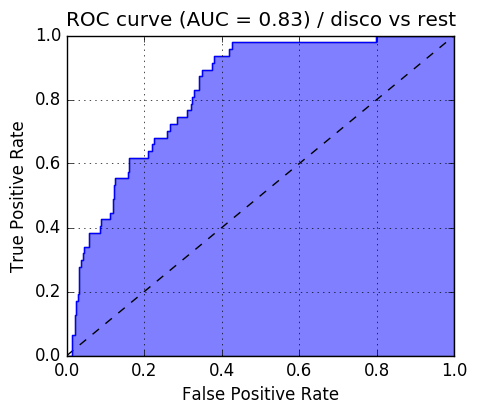 ROC curve (AUC = 0.83) / disco vs rest
1.0
0.8
0.6
0.4
0.2
0.0
True Positive Rate
0.0 0.2 0.4 0.6 0.8 1.0
False Positive Rate